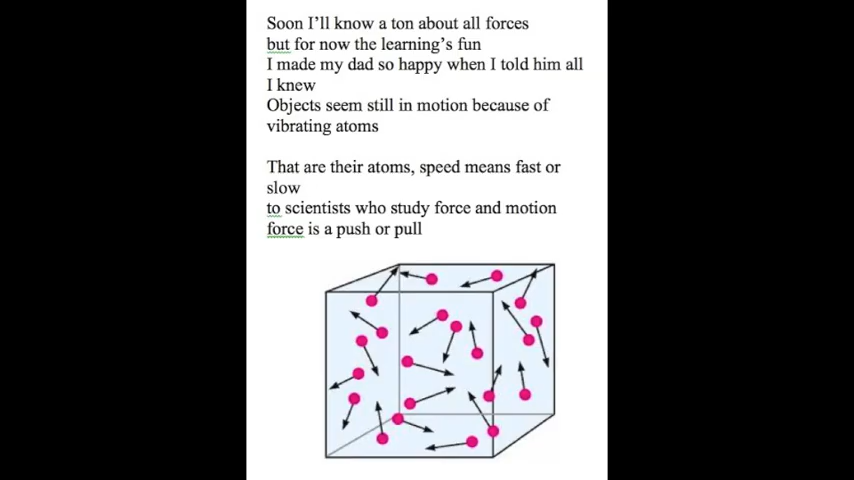 Soon I’ll know a ton about all forces
but for now the learning’s fun
I made my dad so happy when I told him all
I knew
Objects seem still in motion because of
vibrating atoms
That are their atoms, speed means fast or
slow
to scientists who study force and motion
force is a push or pull